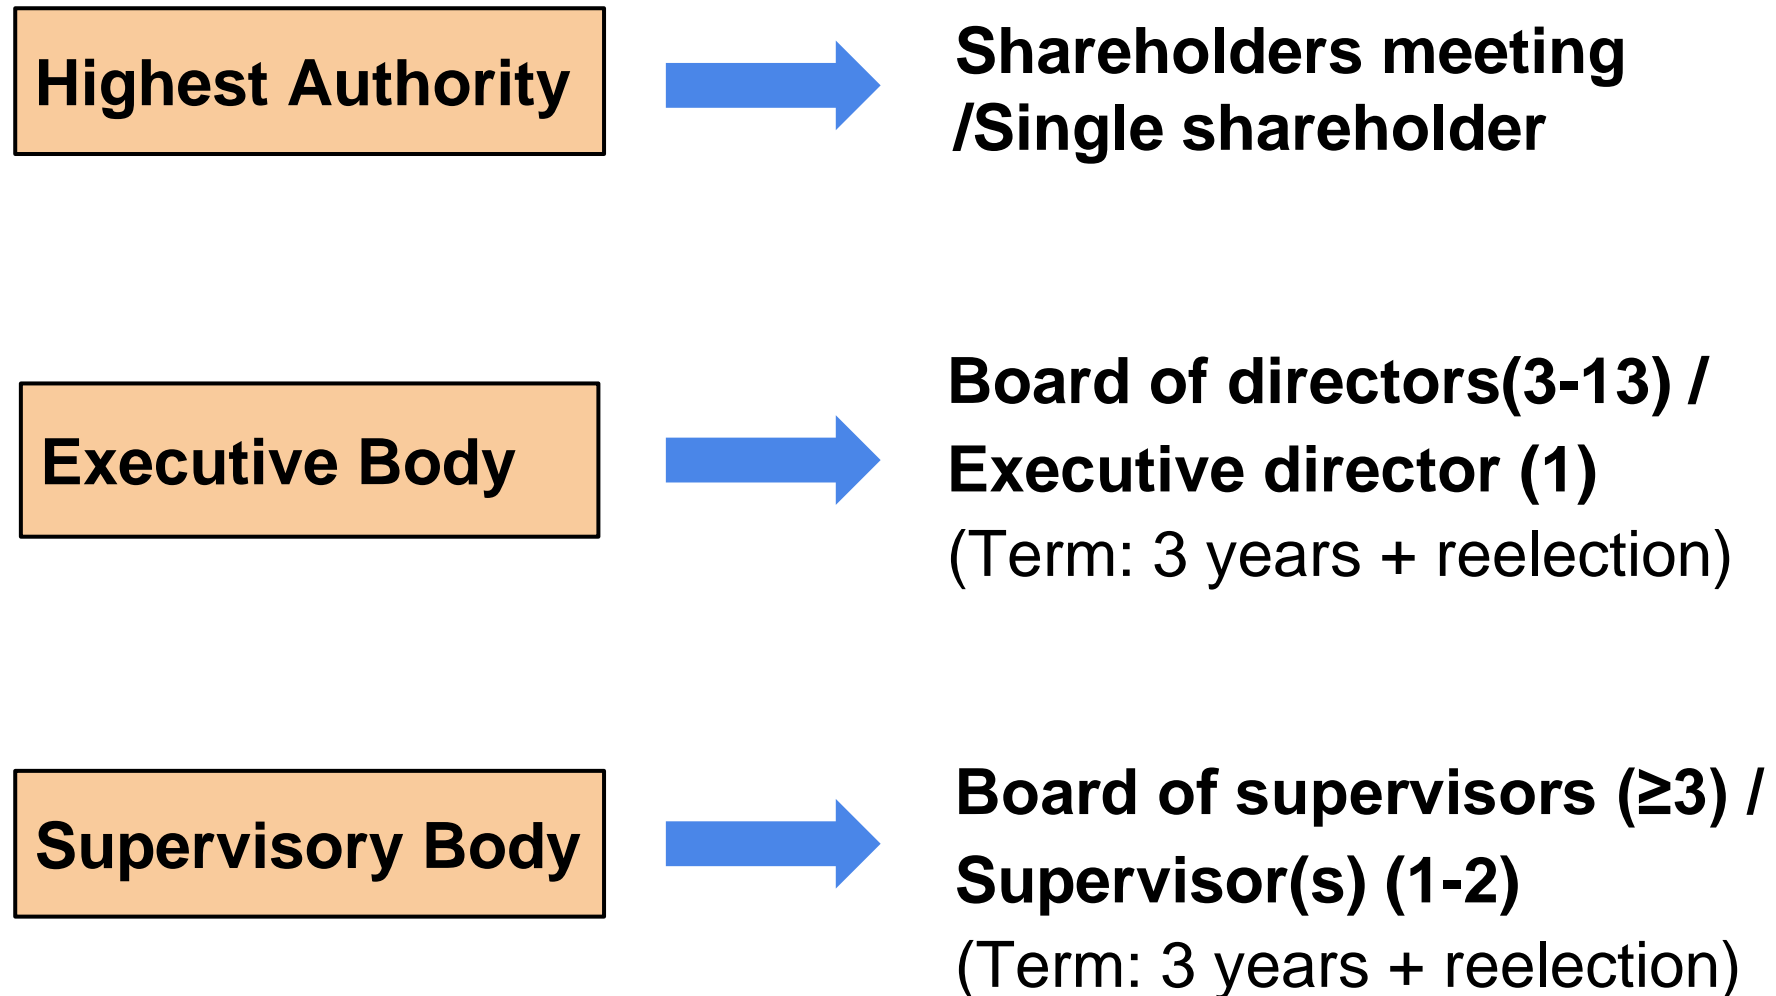 Highest Authority
Shareholders meeting
/Single shareholder
Executive Body
Board of directors(3-13) /
Executive director (1)
(Term: 3 years + reelection)
Supervisory Body
Board of supervisors (≥3) /
Supervisor(s) (1-2)
(Term: 3 years + reelection)